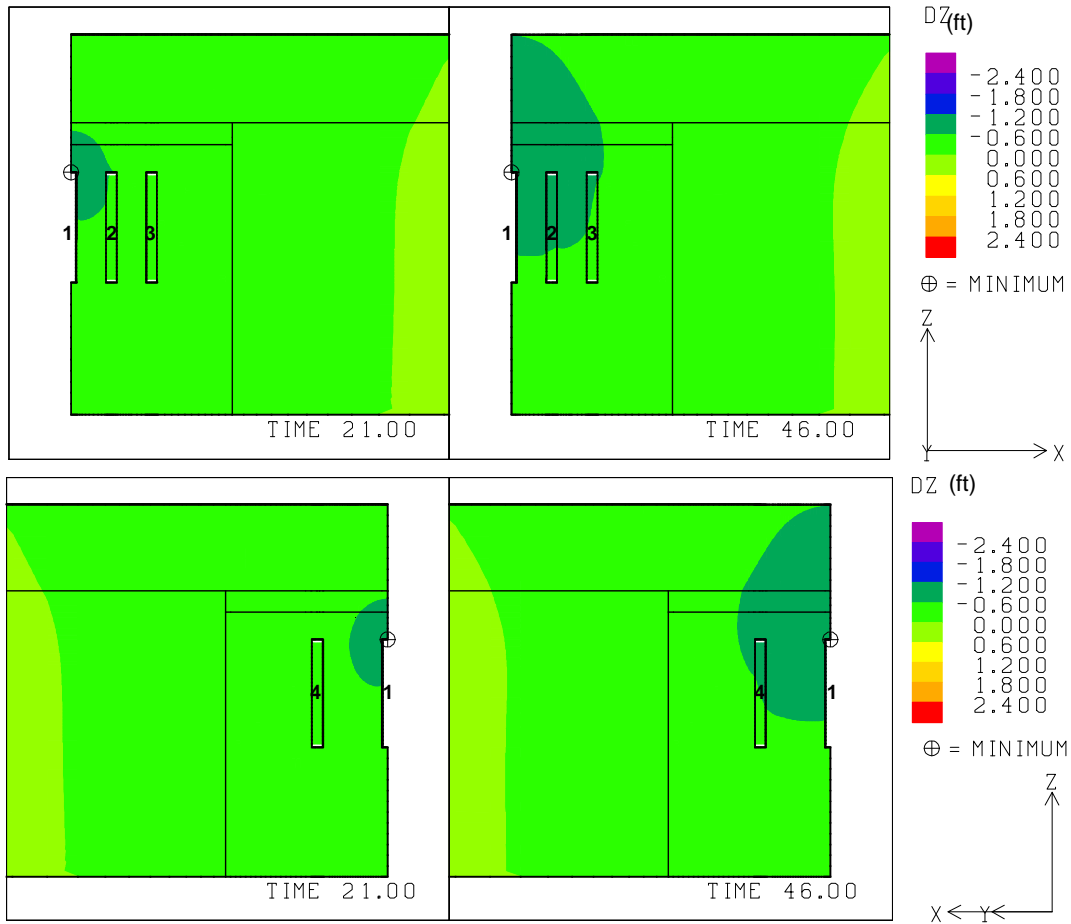 DZ (ft)
-2.400
-1.800
-1.200
-0.600
0.000
0.600
1.200
1.800
2.400
⊕ = MINIMUM
1 2 3
1 2 3
TIME 21.00
TIME 46.00
Z
Y X
DZ (ft)
-2.400
-1.800
-1.200
-0.600
0.000
0.600
1.200
1.800
2.400
⊕ = MINIMUM
4 1
4 1
TIME 21.00
TIME 46.00
Z
X Y